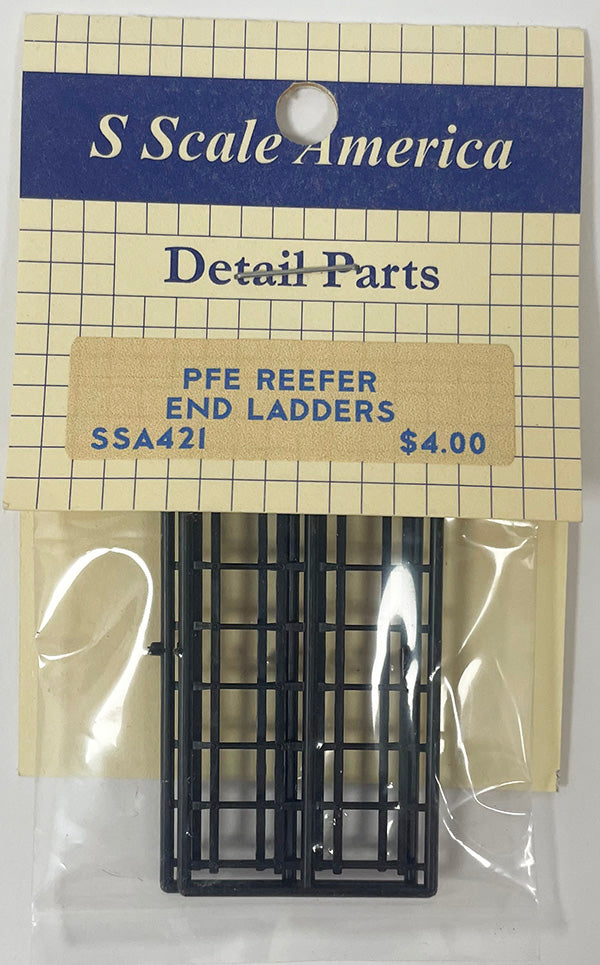 S Scale America
Detail Parts
PFE REEFER
END LADDERS
SSA421 $4.00